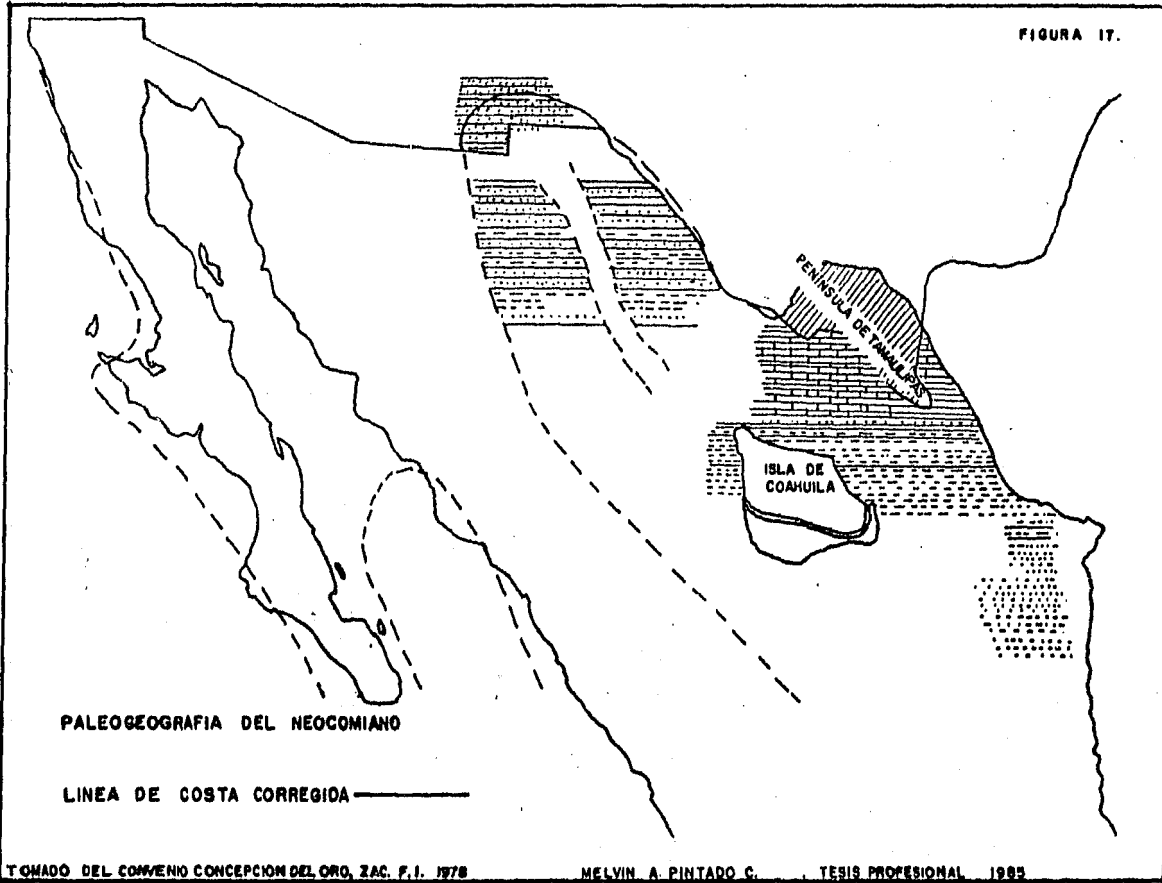 FIGURA 17.
PENINSULA DE TAMAULIPAS
ISLA DE
COAHUILA
PALEOGEOGRAFIA DEL NEOCOMIANO
LINEA DE COSTA CORREGIDA
TOMADO DEL CONVENIO CONCEPCION DEL ORO, ZAC. F.I. 1978 MELVIN A. PINTADO C. TESIS PROFESIONAL 1985